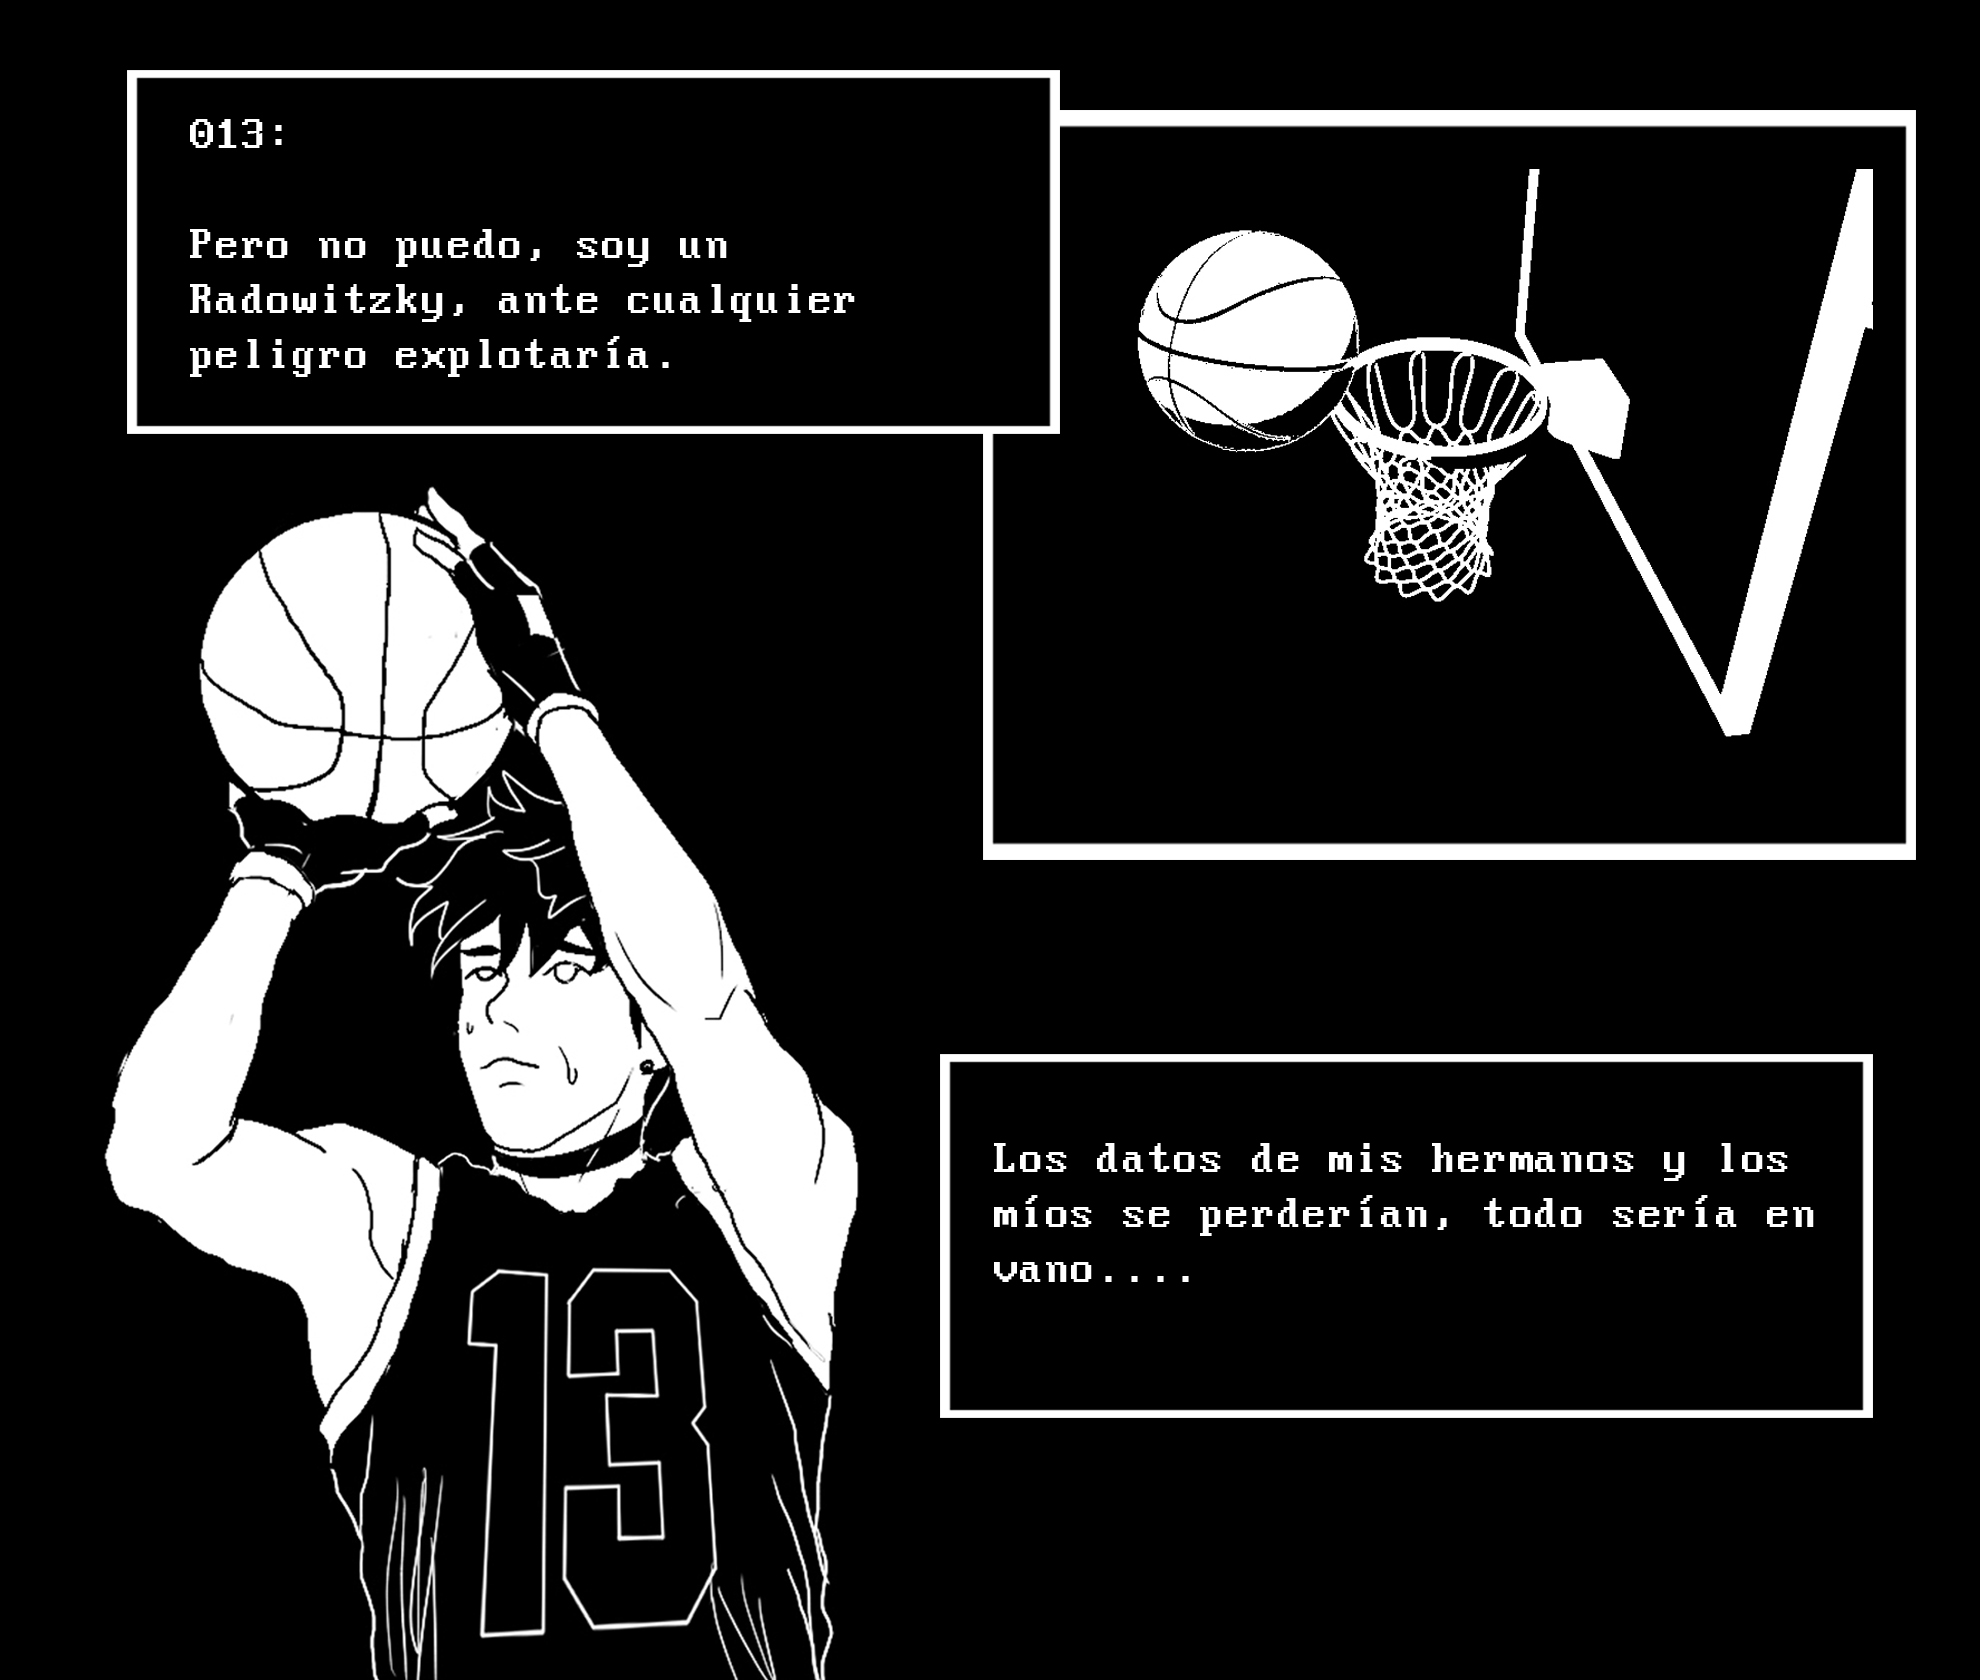 013:
Pero no puedo, soy un
Radowitzky, ante cualquier
peligro explotaría.
Los datos de mis hermanos y los
míos se perderían, todo sería en
vano....
13